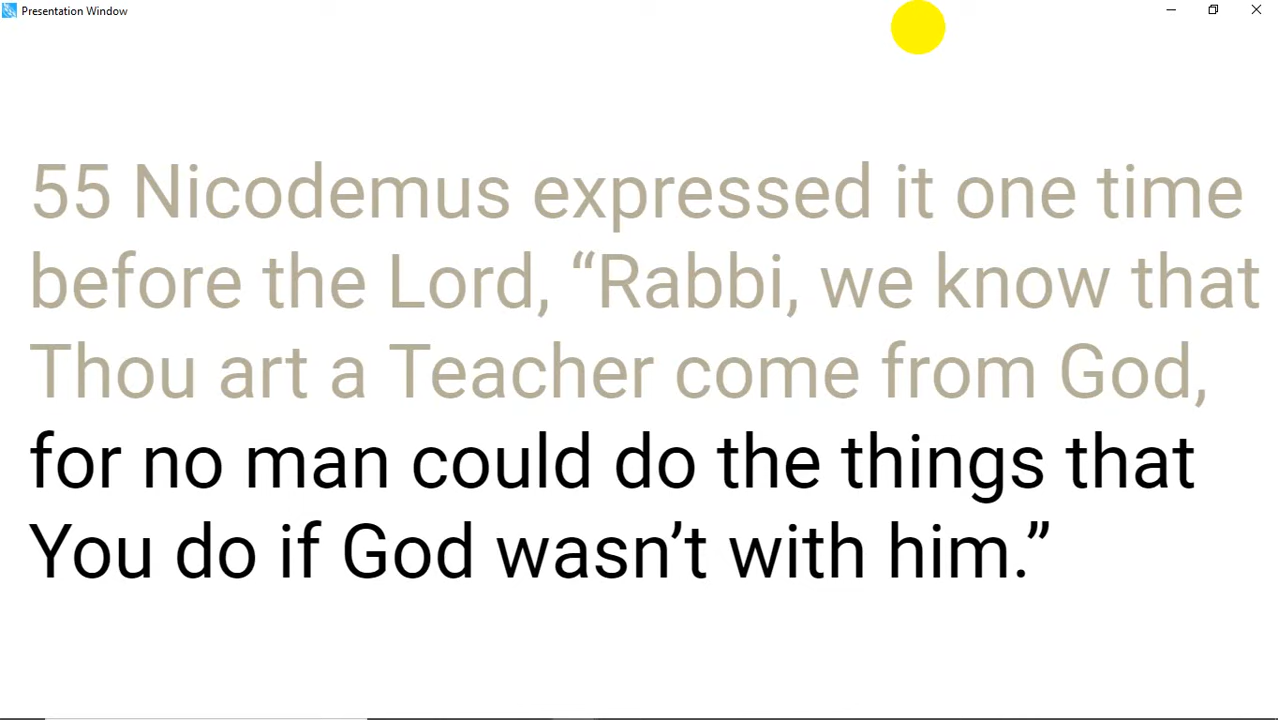 Presentation Window
55 Nicodemus expressed it one time
before the Lord, “Rabbi, we know that
Thou art a Teacher come from God,
for no man could do the things that
You do if God wasn’t with him.”